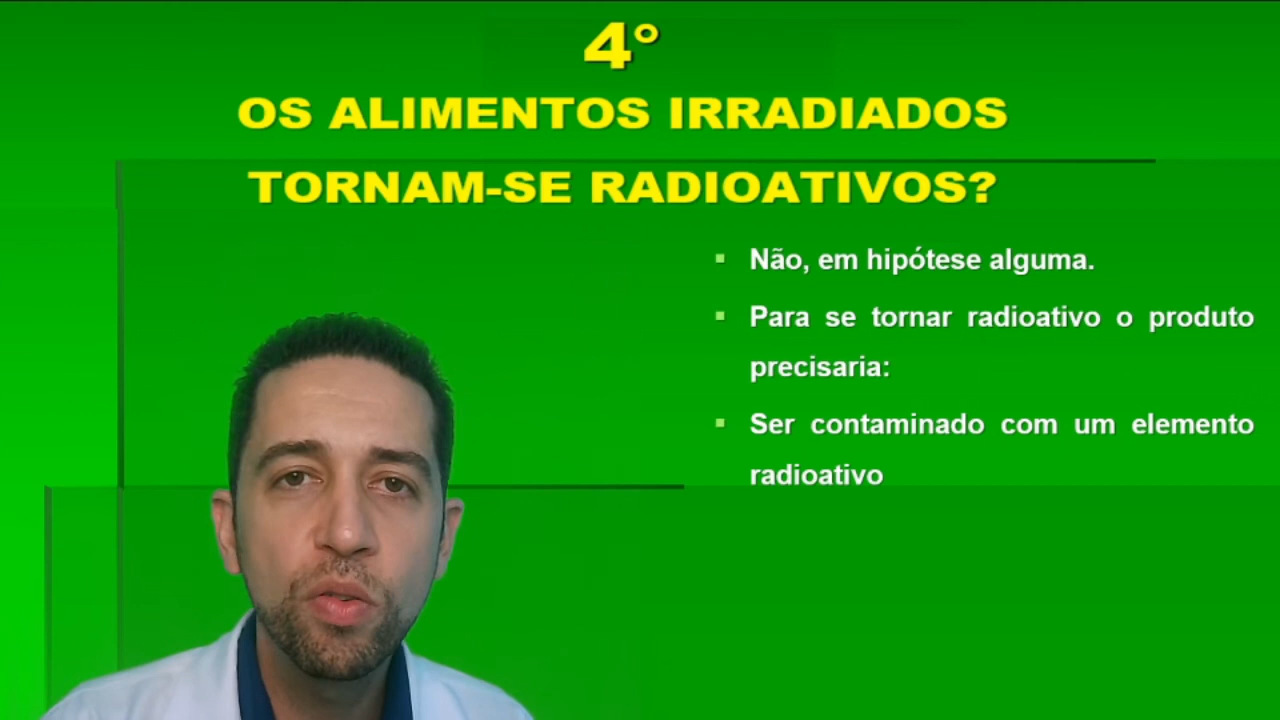 4º
OS ALIMENTOS IRRADIADOS
TORNAM-SE RADIOATIVOS?
Não, em hipótese alguma.
Para se tornar radioativo o produto
precisaria:
Ser contaminado com um elemento
radioativo